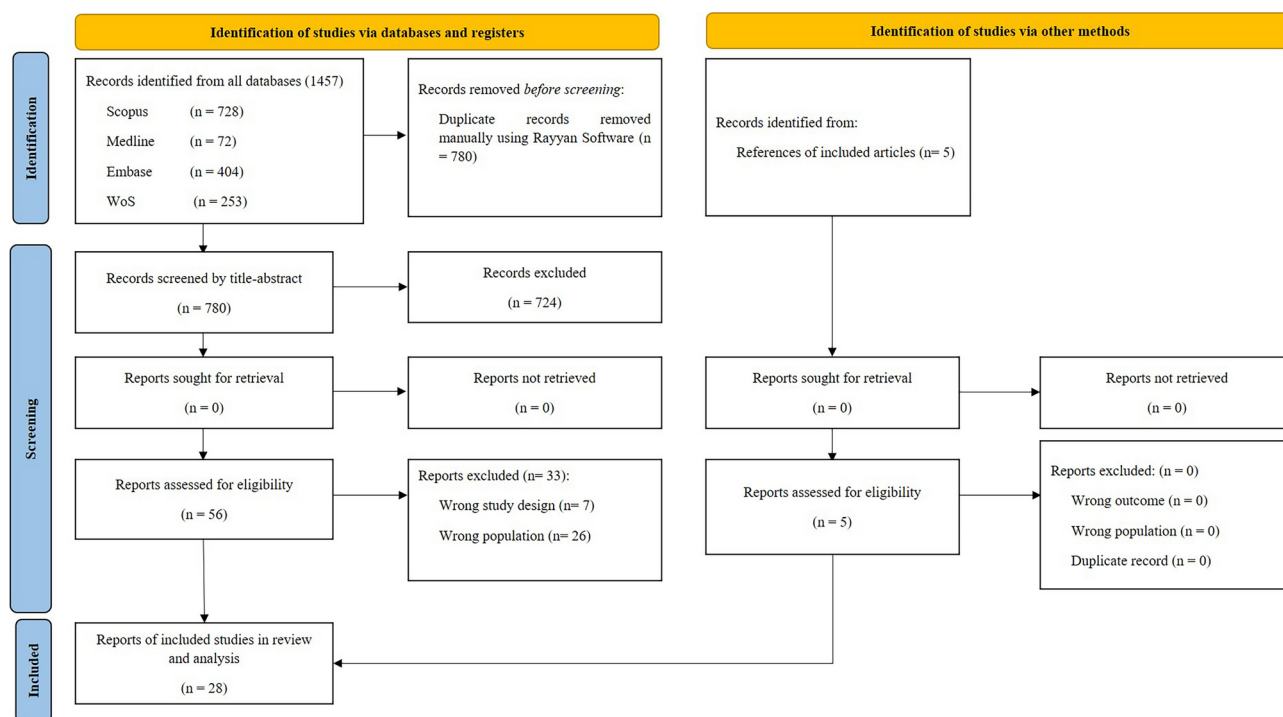 Identification of studies via databases and registers
Identification of studies via other methods
Identification
Records identified from all databases (1457)
Scopus (n = 728)
Medline (n = 72)
Embase (n = 404)
WoS (n = 253)
Records removed before screening:
Duplicate records removed
manually using Rayyan Software (n
= 780)
Records identified from:
References of included articles (n= 5)
Screening
Records screened by title-abstract
(n = 780)
Records excluded
(n = 724)
Reports sought for retrieval
(n = 0)
Reports not retrieved
(n = 0)
Reports sought for retrieval
(n = 0)
Reports not retrieved
(n = 0)
Reports assessed for eligibility
(n = 56)
Reports excluded (n= 33):
Wrong study design (n= 7)
Wrong population (n= 26)
Reports assessed for eligibility
(n = 5)
Reports excluded: (n = 0)
Wrong outcome (n = 0)
Wrong population (n = 0)
Duplicate record (n = 0)
Included
Reports of included studies in review
and analysis
(n = 28)